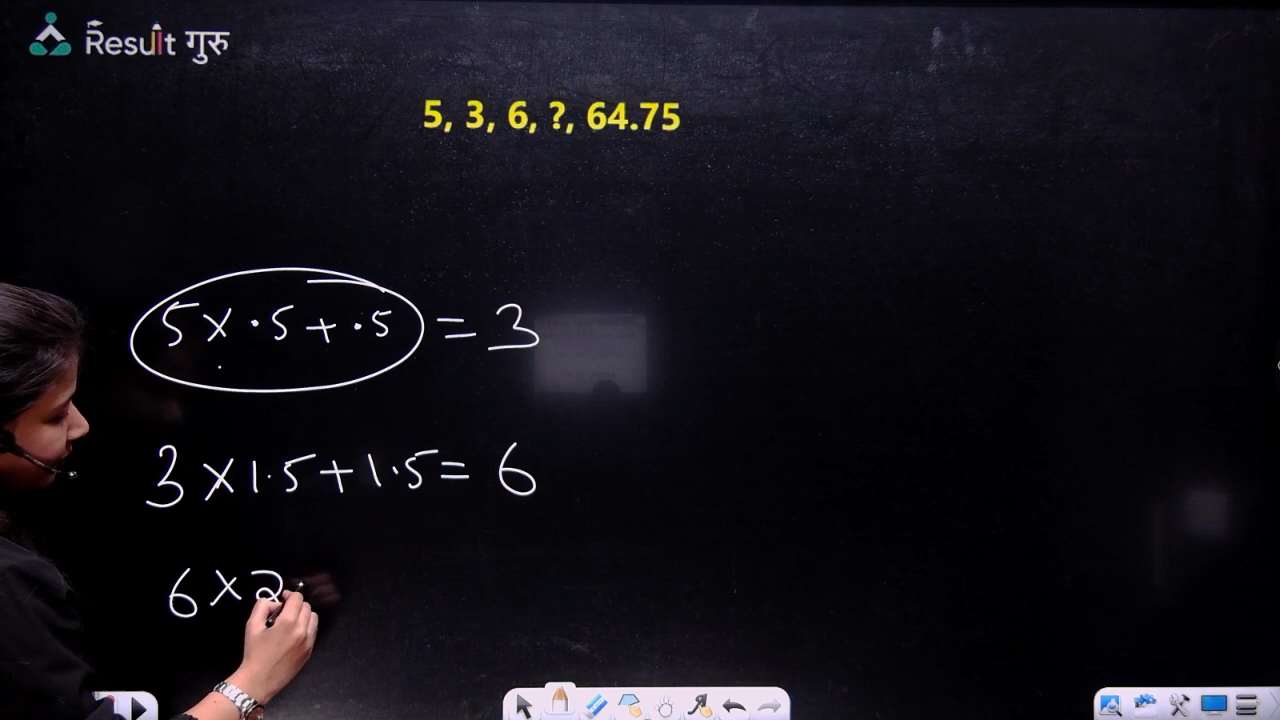 Result गुरु
5, 3, 6, ?, 64.75
5 x .5 + .5 = 3
3 x 1.5 + 1.5 = 6
6 x 2